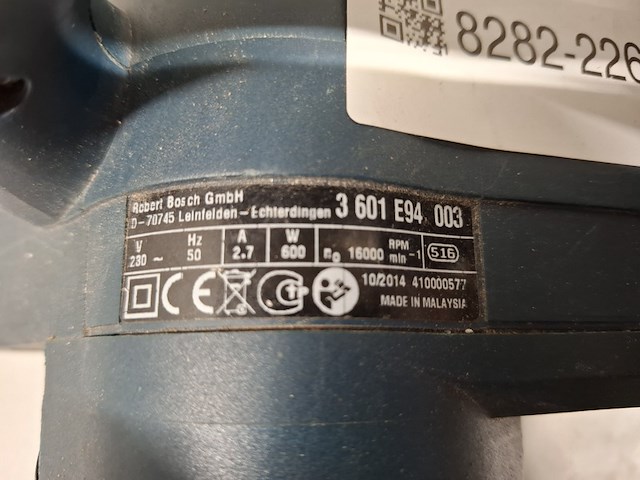 8282-226
Robert Bosch GmbH
D-70745 Leinfelden-Echterdingen 3 601 E94 003
V Hz A W RPM
230 ~ 50 2.7 600 n0 16000 min-1 516
10/2014 410000577
MADE IN MALAYSIA